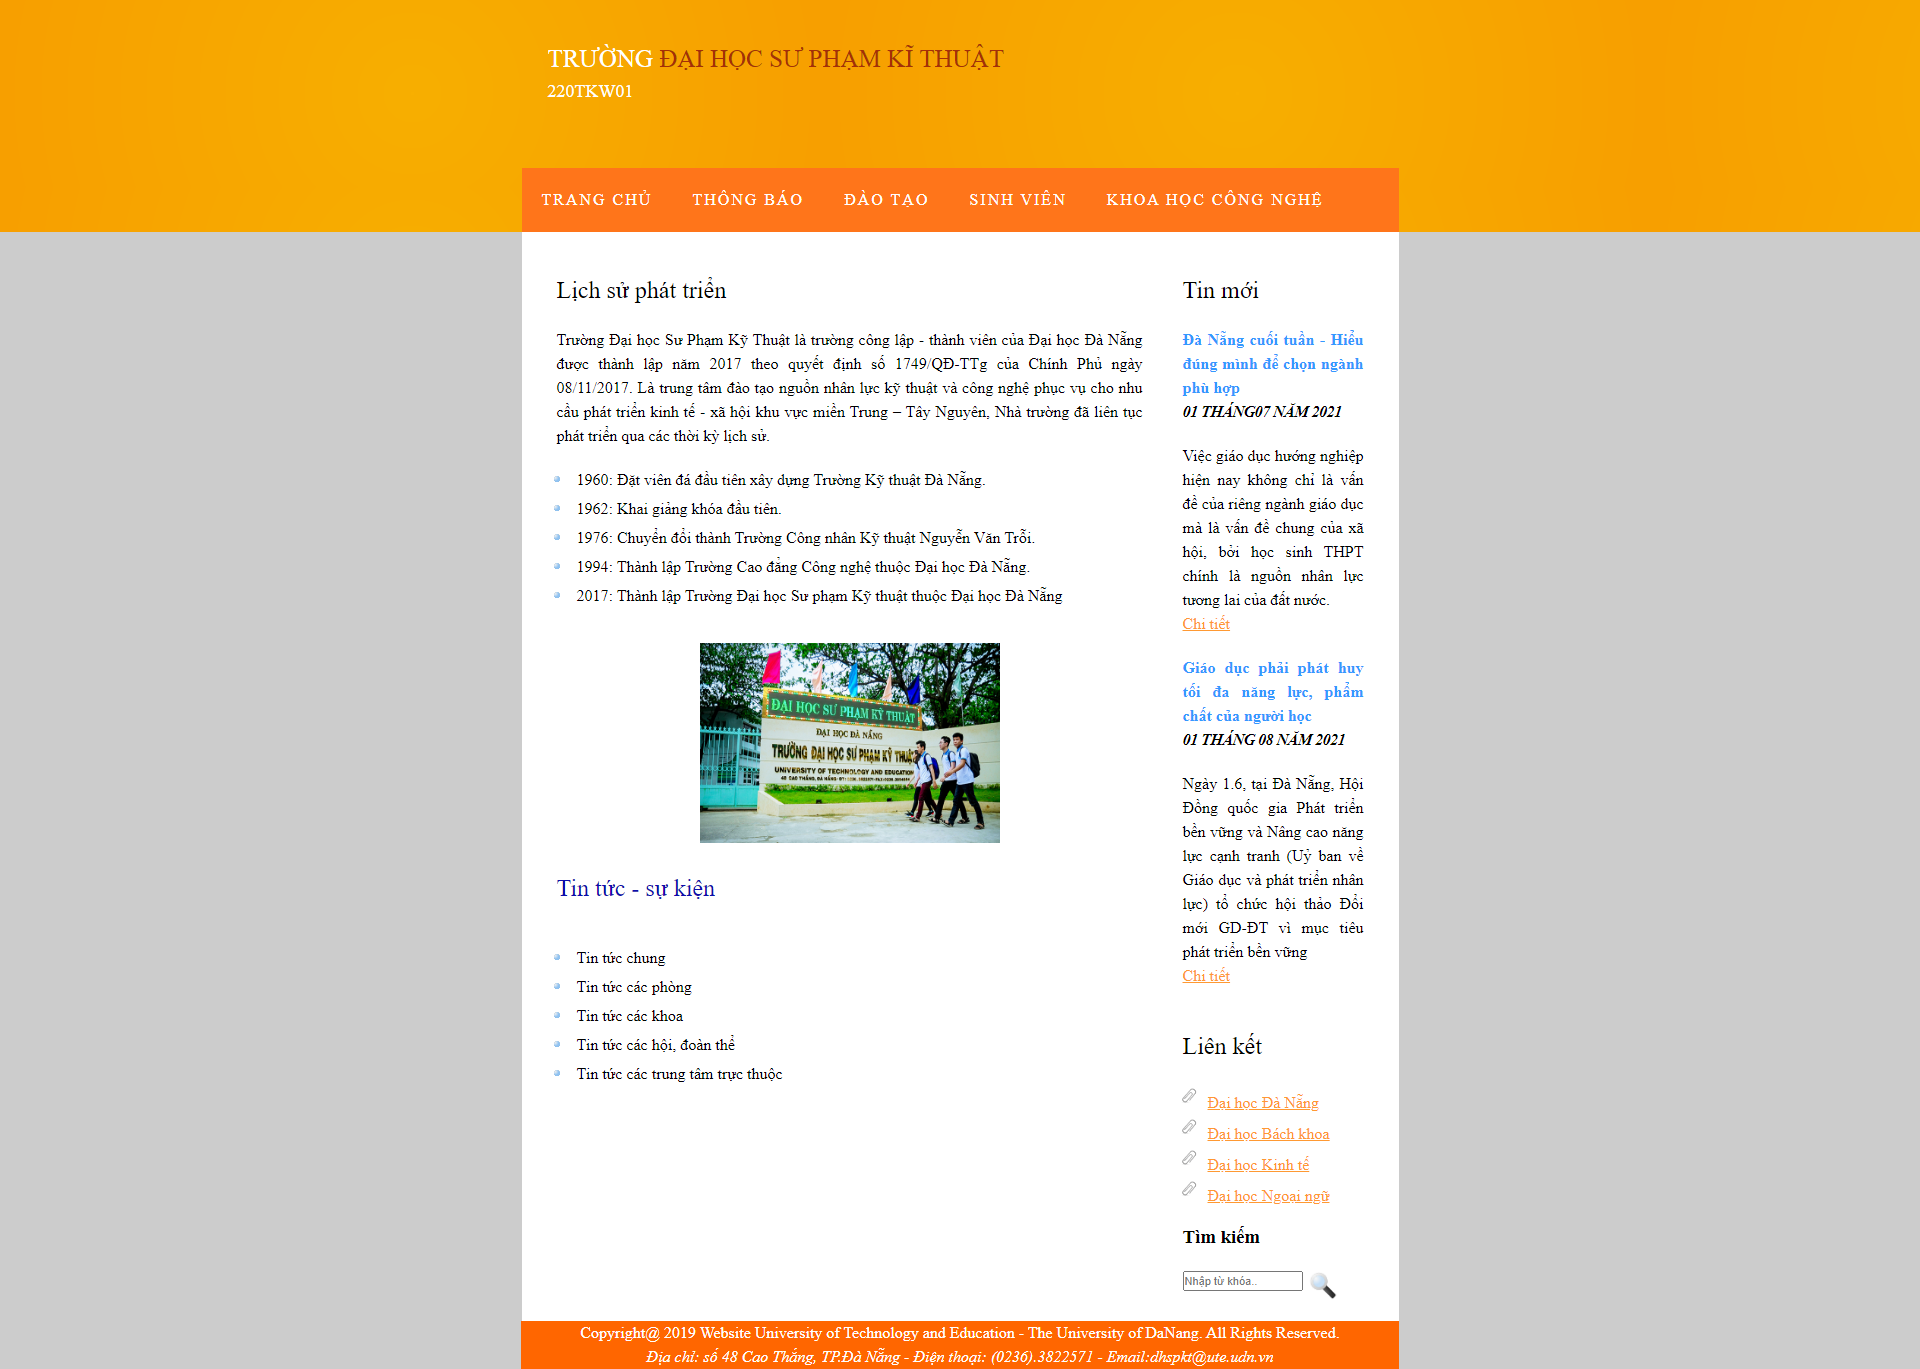 TRƯỜNG ĐẠI HỌC SƯ PHẠM KĨ THUẬT
220TKW01
TRANG CHỦ THÔNG BÁO ĐÀO TẠO SINH VIÊN KHOA HỌC CÔNG NGHỆ
Lịch sử phát triển
Trường Đại học Sư Phạm Kỹ Thuật là trường công lập - thành viên của Đại học Đà Nẵng
được thành lập năm 2017 theo quyết định số 1749/QĐ-TTg của Chính Phủ ngày
08/11/2017. Là trung tâm đào tạo nguồn nhân lực kỹ thuật và công nghệ phục vụ cho nhu
cầu phát triển kinh tế - xã hội khu vực miền Trung – Tây Nguyên, Nhà trường đã liên tục
phát triển qua các thời kỳ lịch sử.
1960: Đặt viên đá đầu tiên xây dựng Trường Kỹ thuật Đà Nẵng.
1962: Khai giảng khóa đầu tiên.
1976: Chuyển đổi thành Trường Công nhân Kỹ thuật Nguyễn Văn Trỗi.
1994: Thành lập Trường Cao đẳng Công nghệ thuộc Đại học Đà Nẵng.
2017: Thành lập Trường Đại học Sư phạm Kỹ thuật thuộc Đại học Đà Nẵng
ĐẠI HỌC SƯ PHẠM KỸ THUẬT
ĐẠI HỌC ĐÀ NẴNG
TRƯỜNG ĐẠI HỌC SƯ PHẠM KỸ THUẬT
UNIVERSITY OF TECHNOLOGY AND EDUCATION
48 CAO THẮNG, ĐÀ NẴNG
Tin tức - sự kiện
Tin tức chung
Tin tức các phòng
Tin tức các khoa
Tin tức các hội, đoàn thể
Tin tức các trung tâm trực thuộc
Tin mới
Đà Nẵng cuối tuần - Hiểu
đúng mình để chọn ngành
phù hợp
01 THÁNG07 NĂM 2021
Việc giáo dục hướng nghiệp
hiện nay không chỉ là vấn
đề của riêng ngành giáo dục
mà là vấn đề chung của xã
hội, bởi học sinh THPT
chính là nguồn nhân lực
tương lai của đất nước.
Chi tiết
Giáo dục phải phát huy
tối đa năng lực, phẩm
chất của người học
01 THÁNG 08 NĂM 2021
Ngày 1.6, tại Đà Nẵng, Hội
Đồng quốc gia Phát triển
bền vững và Nâng cao năng
lực cạnh tranh (Uỷ ban về
Giáo dục và phát triển nhân
lực) tổ chức hội thảo Đổi
mới GD-ĐT vì mục tiêu
phát triển bền vững
Chi tiết
Liên kết
Đại học Đà Nẵng
Đại học Bách khoa
Đại học Kinh tế
Đại học Ngoại ngữ
Tìm kiếm
Nhập từ khóa..
Copyright@ 2019 Website University of Technology and Education - The University of DaNang. All Rights Reserved.
Địa chỉ: số 48 Cao Thắng, TP.Đà Nẵng - Điện thoại: (0236).3822571 - Email:dhspkt@ute.udn.vn